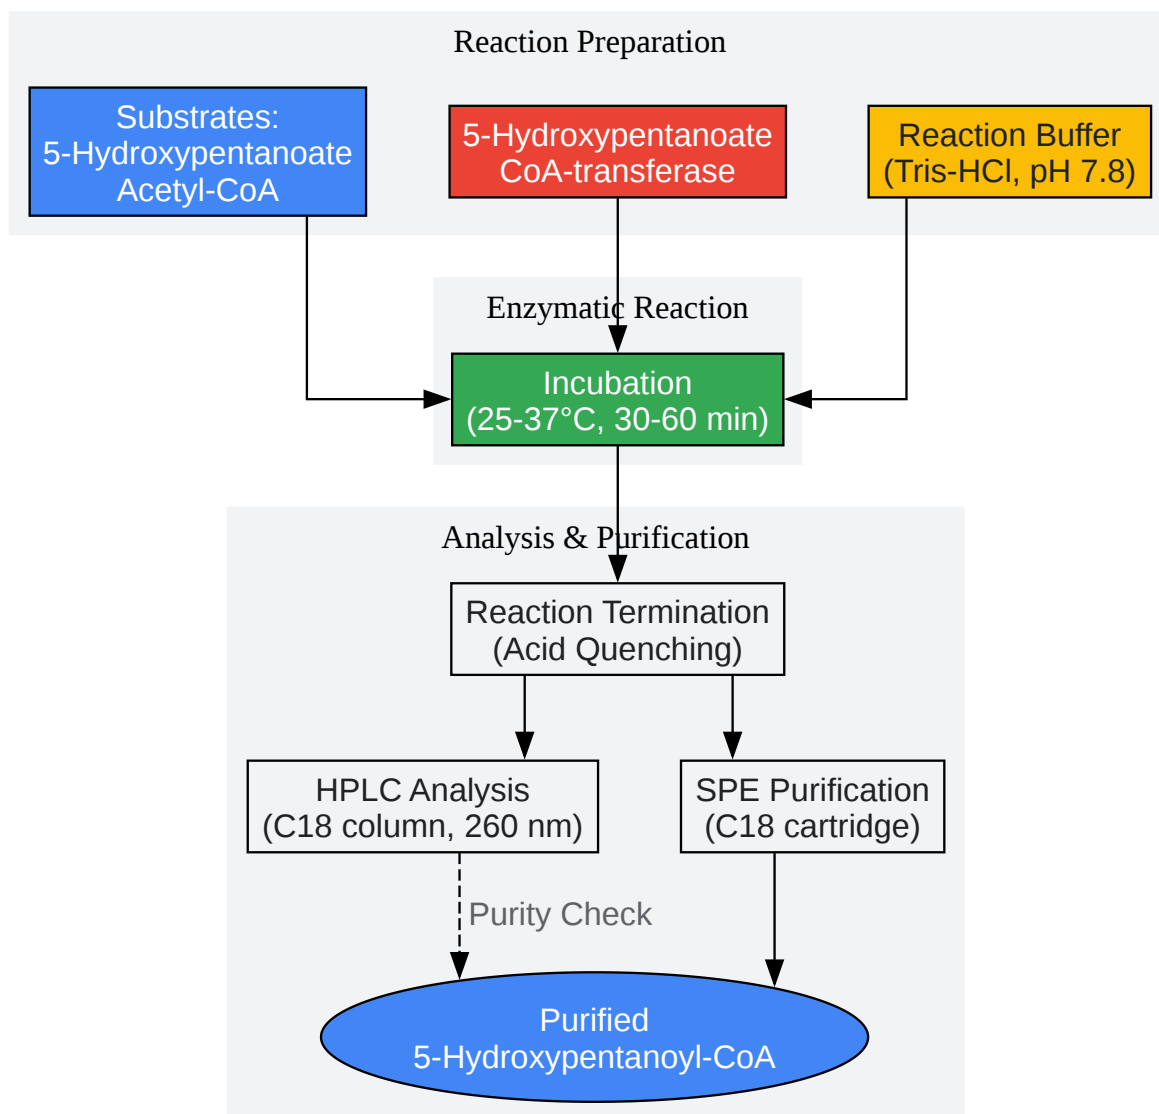 Reaction Preparation
Substrates:
5-Hydroxypentanoate
Acetyl-CoA
5-Hydroxypentanoate
CoA-transferase
Reaction Buffer
(Tris-HCl, pH 7.8)
Enzymatic Reaction
Incubation
(25-37°C, 30-60 min)
Analysis & Purification
Reaction Termination
(Acid Quenching)
HPLC Analysis
(C18 column, 260 nm)
SPE Purification
(C18 cartridge)
Purity Check
Purified
5-Hydroxypentanoyl-CoA